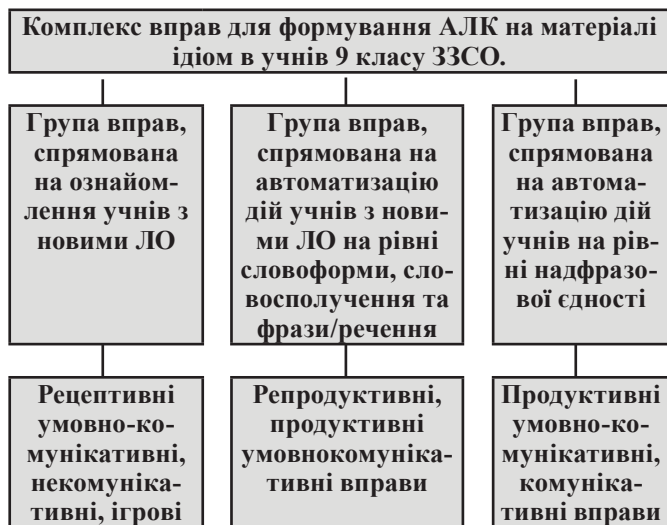 Комплекс вправ для формування АЛК на матеріалі
ідіом в учнів 9 класу ЗЗСО.
Група вправ,
спрямована
на ознайом-
лення учнів з
новими ЛО
Група вправ,
спрямована на
автоматизацію
дій учнів з нови-
ми ЛО на рівні
словоформи, сло-
восполучення та
фрази/речення
Група вправ,
спрямована
на автома-
тизацію дій
учнів на рів-
ні надфразо-
вої єдності
Рецептивні
умовно-ко-
мунікативні,
некомуніка-
тивні, ігрові
Репродуктивні,
продуктивні
умовнокомуніка-
тивні вправи
Продуктивні
умовно-ко-
мунікативні,
комуніка-
тивні вправи